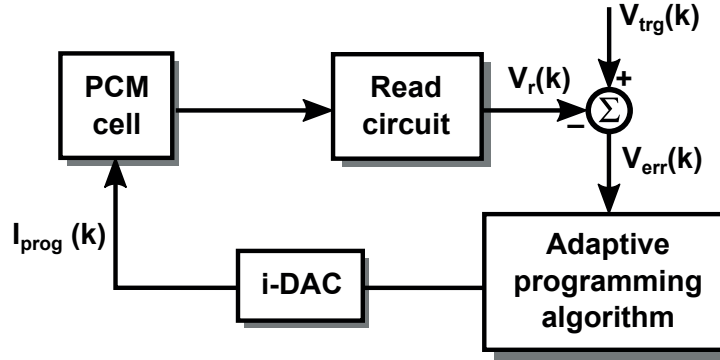 V_trg(k)
PCM
cell
Read
circuit
V_r(k)
+
Σ
−
V_err(k)
I_prog (k)
i-DAC
Adaptive
programming
algorithm